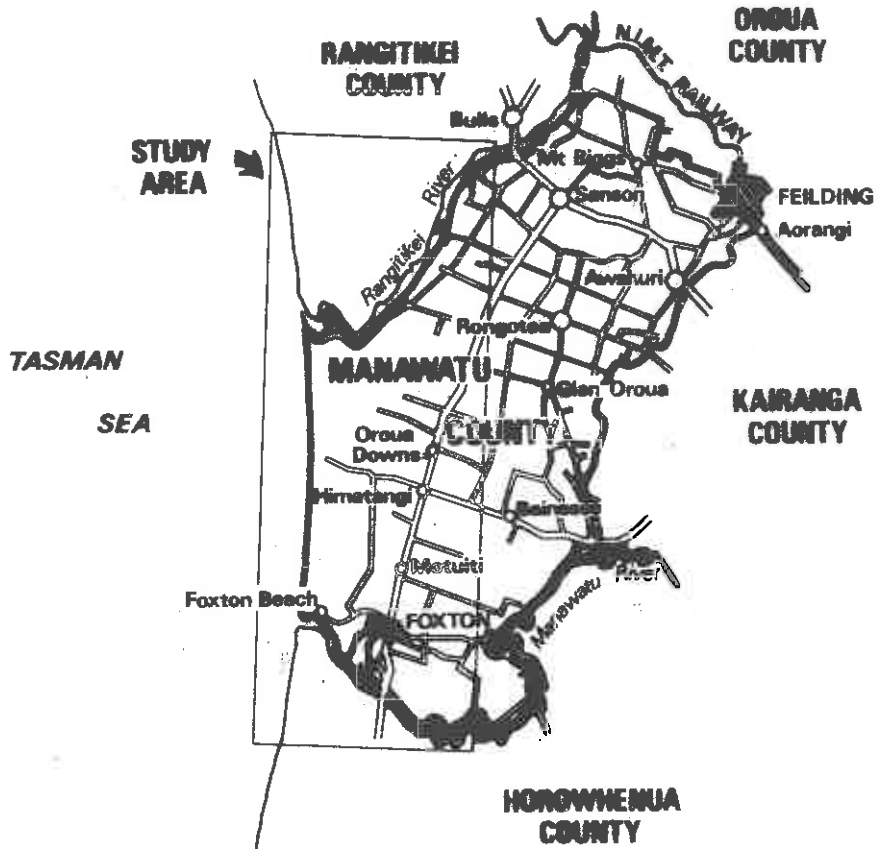 OROUA
COUNTY
RANGITIKEI
COUNTY
N.I.M.T. RAILWAY
Bulls
STUDY
AREA
Mt Biggs
Sanson
FEILDING
Aorangi
Rangitikei River
Awahuri
Rongotea
TASMAN
SEA
MANAWATU
COUNTY
Glen Oroua
KAIRANGA
COUNTY
Oroua
Downs
Himatangi
Bainesse
Motuiti
River
Manawatu
Foxton Beach
FOXTON
HOROWHENUA
COUNTY